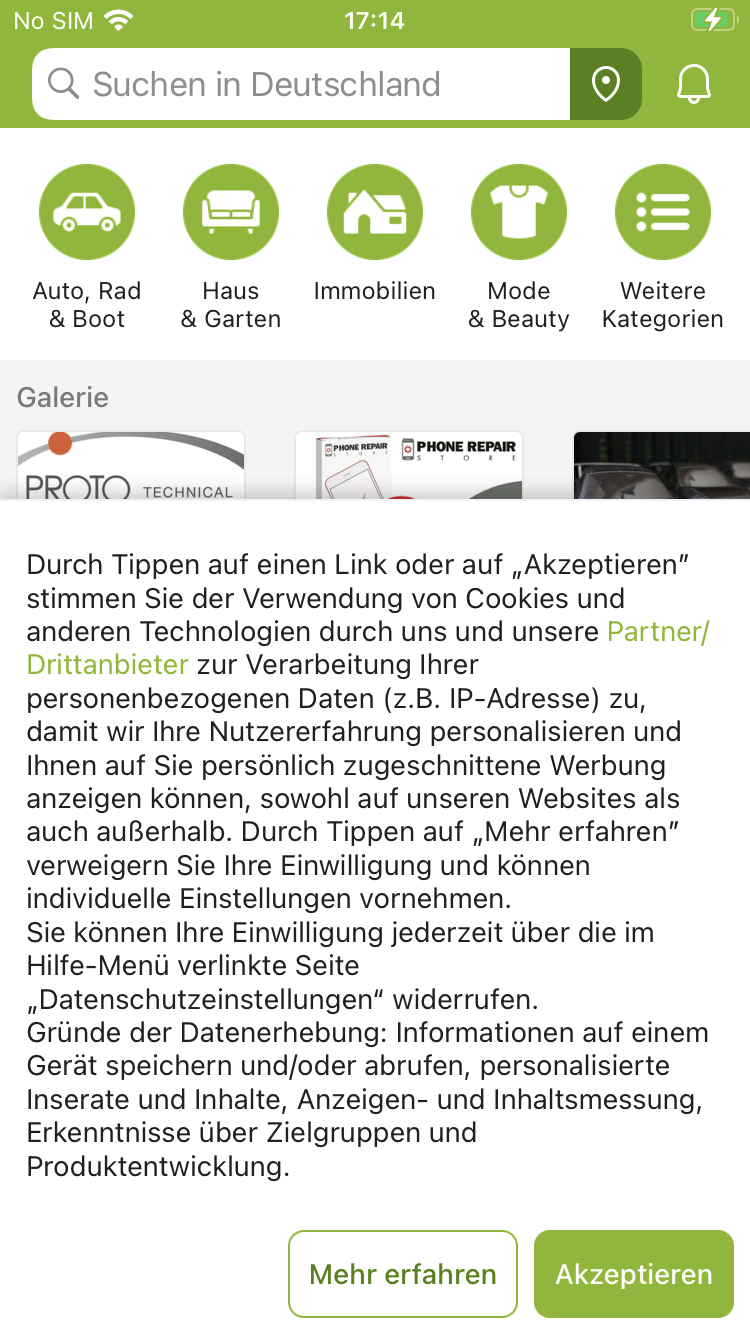 No SIM 17:14
Suchen in Deutschland
Auto, Rad
& Boot
Haus
& Garten
Immobilien
Mode
& Beauty
Weitere
Kategorien
Galerie
PROTO TECHNICAL
PHONE REPAIR
STORE
PHONE REPAIR
STORE
Durch Tippen auf einen Link oder auf „Akzeptieren”
stimmen Sie der Verwendung von Cookies und
anderen Technologien durch uns und unsere Partner/
Drittanbieter zur Verarbeitung Ihrer
personenbezogenen Daten (z.B. IP-Adresse) zu,
damit wir Ihre Nutzererfahrung personalisieren und
Ihnen auf Sie persönlich zugeschnittene Werbung
anzeigen können, sowohl auf unseren Websites als
auch außerhalb. Durch Tippen auf „Mehr erfahren”
verweigern Sie Ihre Einwilligung und können
individuelle Einstellungen vornehmen.
Sie können Ihre Einwilligung jederzeit über die im
Hilfe-Menü verlinkte Seite
„Datenschutzeinstellungen“ widerrufen.
Gründe der Datenerhebung: Informationen auf einem
Gerät speichern und/oder abrufen, personalisierte
Inserate und Inhalte, Anzeigen- und Inhaltsmessung,
Erkenntnisse über Zielgruppen und
Produktentwicklung.
Mehr erfahren
Akzeptieren